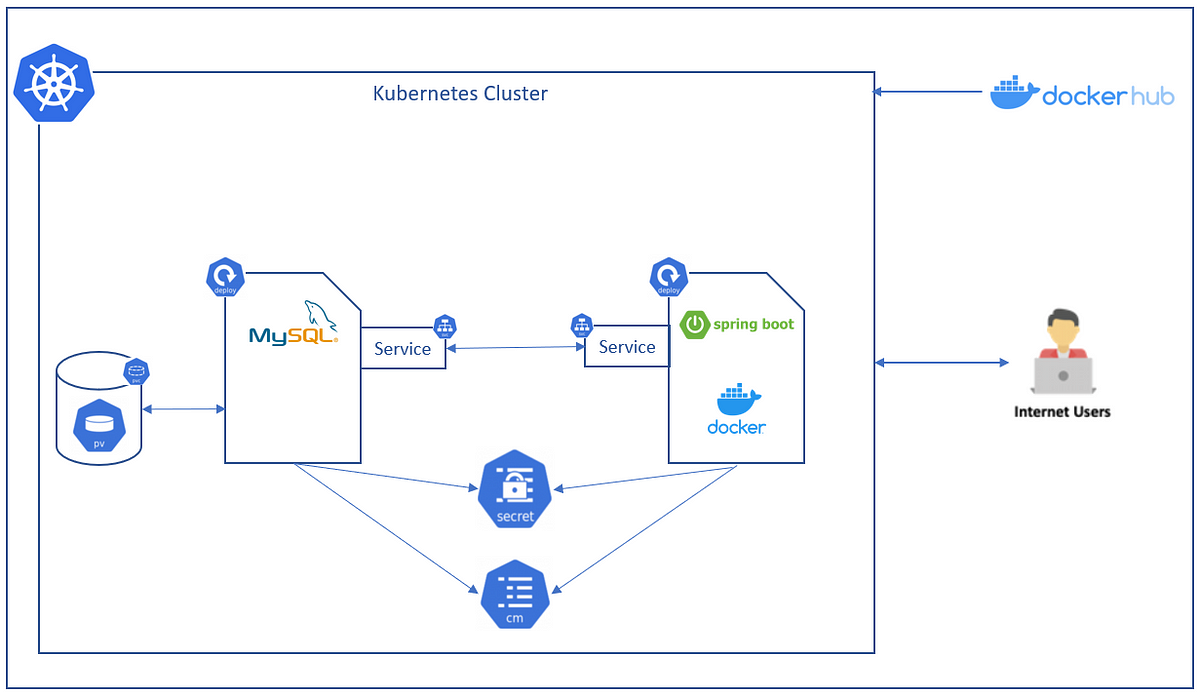 Kubernetes Cluster
docker hub
deploy
deploy
MySQL
spring boot
Service
Service
pvc
pv
docker
Internet Users
secret
cm